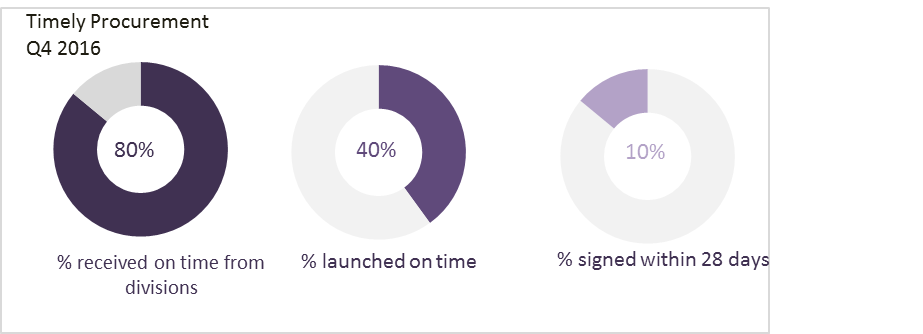 Timely Procurement
Q4 2016
80%
40%
10%
% received on time from
divisions
% launched on time
% signed within 28 days